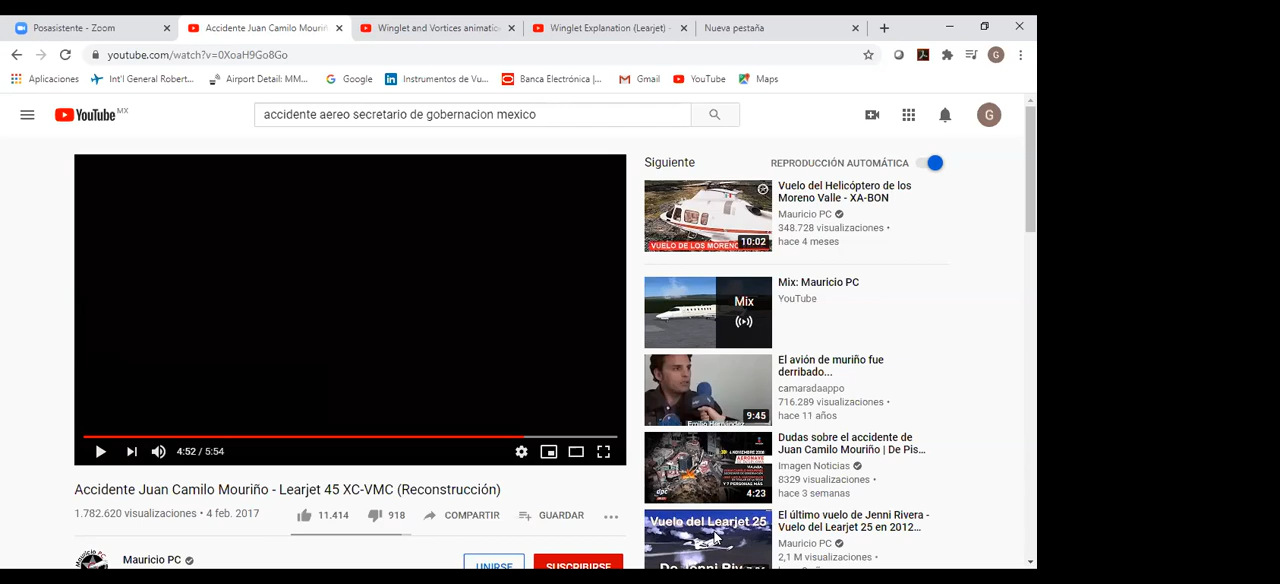 Posasistente - Zoom
Accidente Juan Camilo Mouriñ
Winglet and Vortices animatic
Winglet Explanation (Learjet) -
Nueva pestaña
youtube.com/watch?v=0XoaH9Go8Go
Aplicaciones
Int'l General Robert...
Airport Detail: MM...
Google
Instrumentos de Vu...
Banca Electrónica |...
Gmail
YouTube
Maps
YouTube MX
accidente aereo secretario de gobernacion mexico
G
Siguiente
REPRODUCCIÓN AUTOMÁTICA
VUELO DE LOS MORENO
10:02
Vuelo del Helicóptero de los
Moreno Valle - XA-BON
Mauricio PC
348.728 visualizaciones •
hace 4 meses
Mix
Mix: Mauricio PC
YouTube
9:45
El avión de muriño fue
derribado...
camaradaappo
716.289 visualizaciones •
hace 11 años
4:23
Dudas sobre el accidente de
Juan Camilo Mouriño | De Pis...
Imagen Noticias
8329 visualizaciones •
hace 3 semanas
Vuelo del Learjet 25
De Jenni Riv
El último vuelo de Jenni Rivera -
Vuelo del Learjet 25 en 2012...
Mauricio PC
2,1 M visualizaciones •
4:52 / 5:54
Accidente Juan Camilo Mouriño - Learjet 45 XC-VMC (Reconstrucción)
1.782.620 visualizaciones • 4 feb. 2017
11.414
918
COMPARTIR
GUARDAR
Mauricio PC
UNIRSE
SUSCRIBIRSE